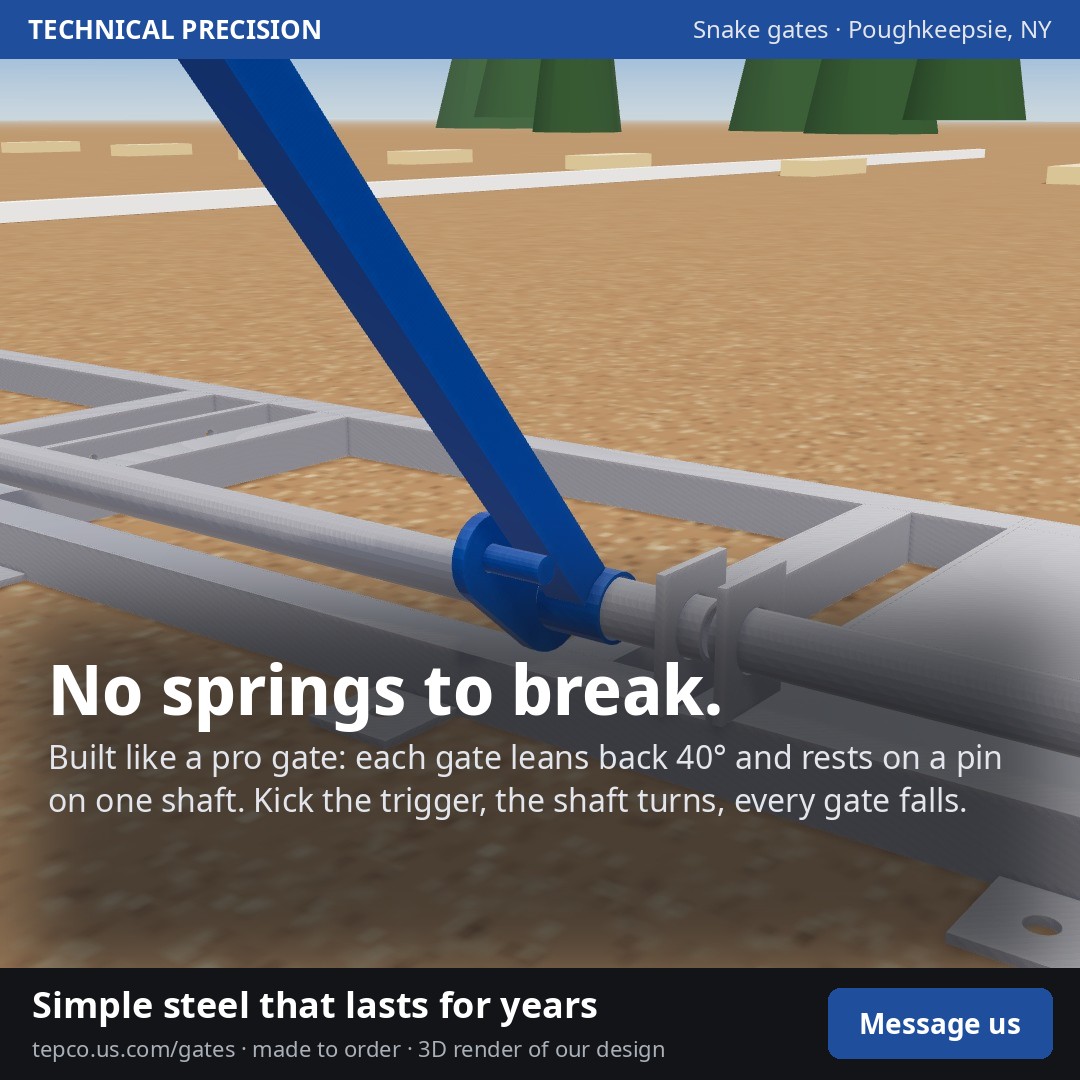 TECHNICAL PRECISION
Snake gates · Poughkeepsie, NY
No springs to break.
Built like a pro gate: each gate leans back 40° and rests on a pin
on one shaft. Kick the trigger, the shaft turns, every gate falls.
Simple steel that lasts for years
tepco.us.com/gates · made to order · 3D render of our design
Message us